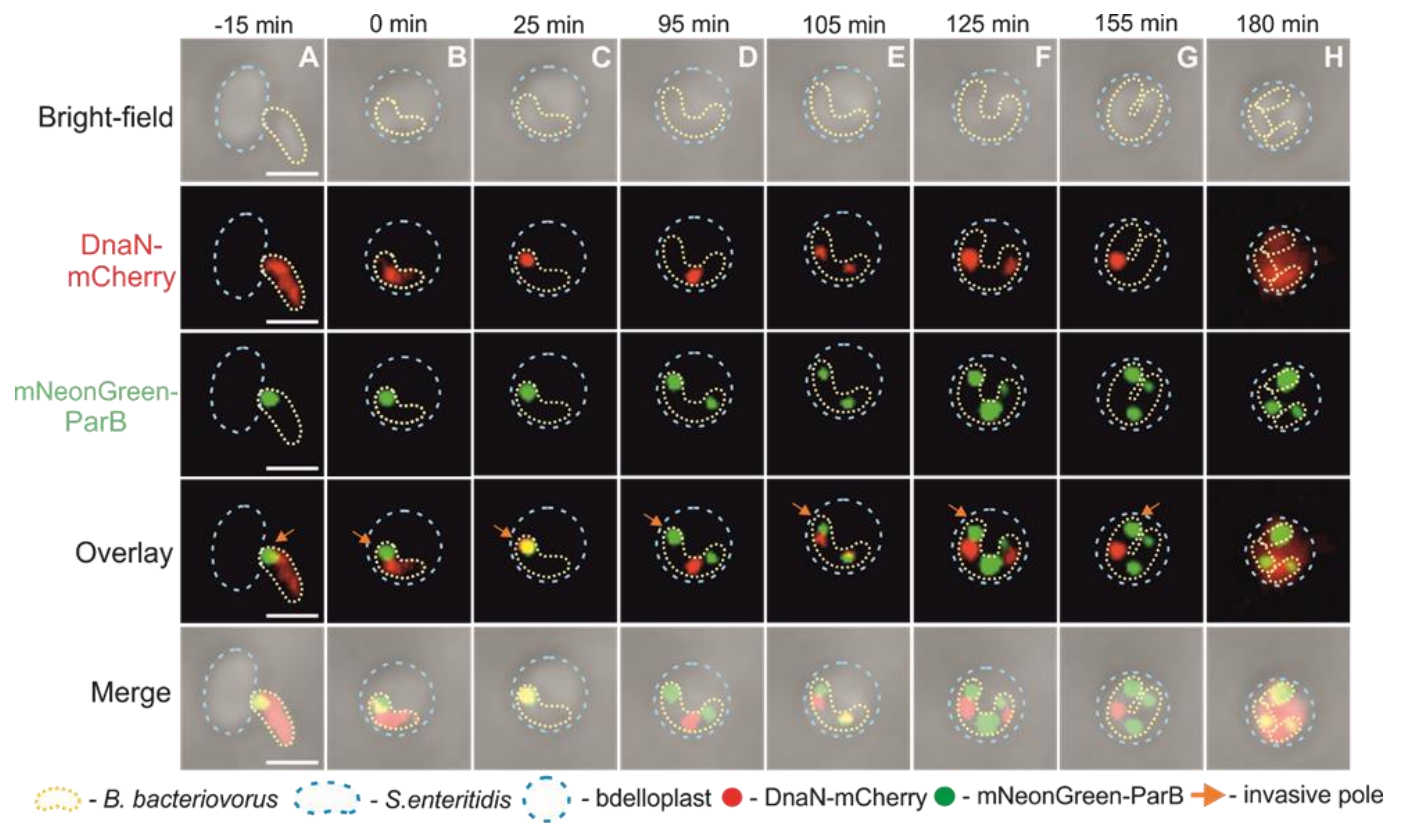 -15 min 0 min 25 min 95 min 105 min 125 min 155 min 180 min
A B C D E F G H
Bright-field
DnaN-
mCherry
mNeonGreen-
ParB
Overlay
Merge
- B. bacteriovorus - S.enteritidis - bdelloplast - DnaN-mCherry - mNeonGreen-ParB - invasive pole